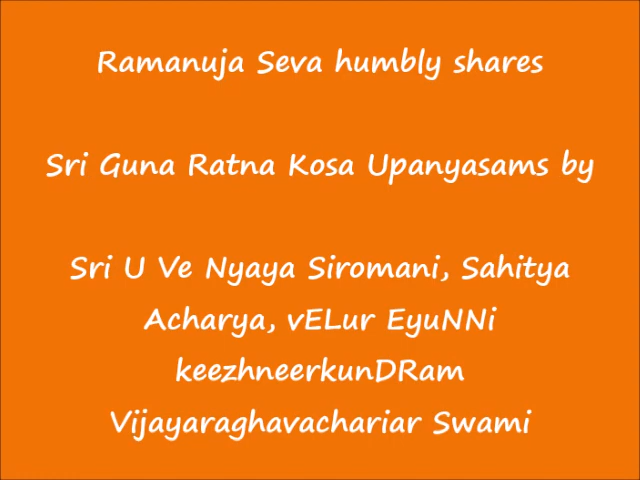 Ramanuja Seva humbly shares
Sri Guna Ratna Kosa Upanyasams by
Sri U Ve Nyaya Siromani, Sahitya
Acharya, vELur EyuNNi
keezhneerkunDRam
Vijayaraghavachariar Swami